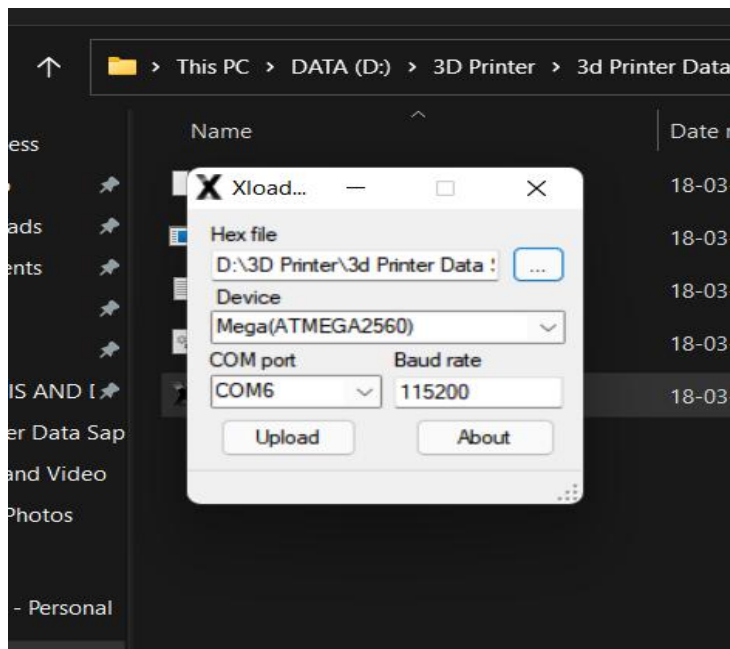 This PC > DATA (D:) > 3D Printer > 3d Printer Data
Name
Date
ess
ads
ents
IS AND
er Data Sap
and Video
Photos
- Personal
18-03
18-03
18-03
18-03
18-03
X Xload...
Hex file
D:\3D Printer\3d Printer Data
...
Device
Mega(ATMEGA2560)
COM port
Baud rate
COM6
115200
Upload
About